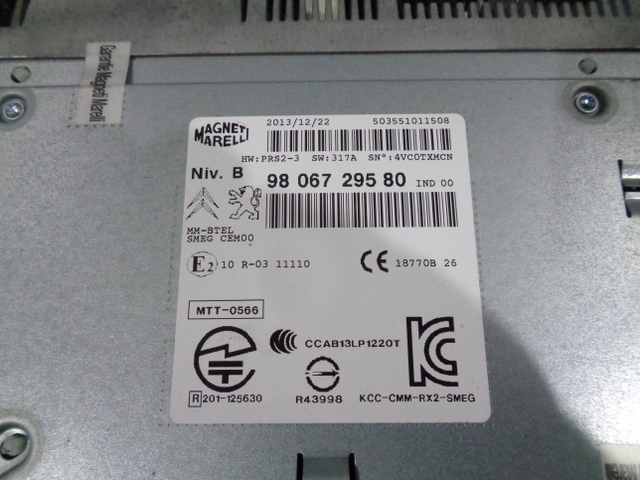 Garantie Magneti Marelli
MAGNETI MARELLI
2013/12/22 503551011508
HW:PRS2-3 SW:317A SN°:4VC0TXMCN
Niv. B 98 067 295 80 IND 00
MM-BTEL
SMEG CEM00
E2 10 R-03 11110 CE 18770B 26
MTT-0566
CCAB13LP1220T
R 201-125630 R43998 KCC-CMM-RX2-SMEG